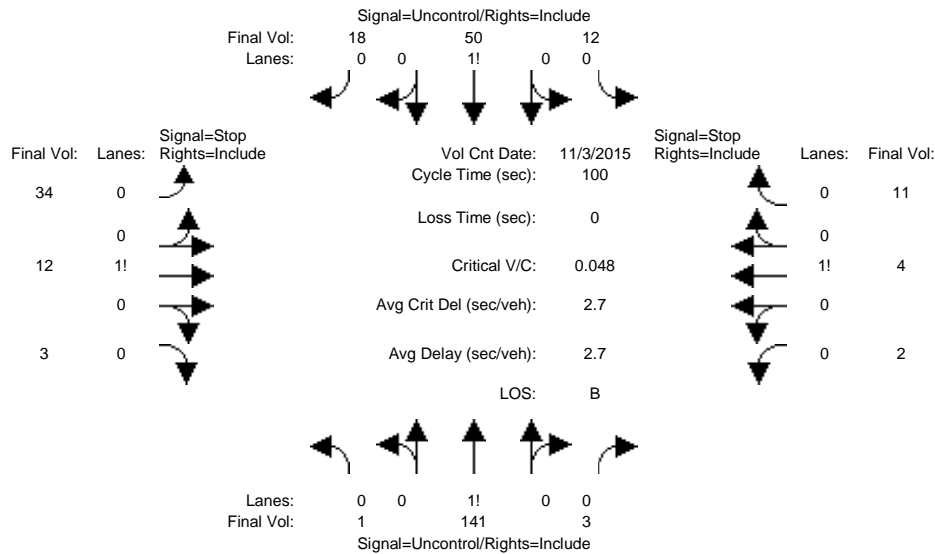 Signal=Uncontrol/Rights=Include
Final Vol: 18 50 12
Lanes: 0 0 1! 0 0
Signal=Stop
Final Vol: Lanes: Rights=Include
Vol Cnt Date: 11/3/2015
Signal=Stop
Rights=Include Lanes: Final Vol:
Cycle Time (sec): 100
34 0
0 11
Loss Time (sec): 0
0
0
12 1!
Critical V/C: 0.048
1! 4
0
Avg Crit Del (sec/veh): 2.7
0
3 0
Avg Delay (sec/veh): 2.7
0 2
LOS: B
Lanes: 0 0 1! 0 0
Final Vol: 1 141 3
Signal=Uncontrol/Rights=Include